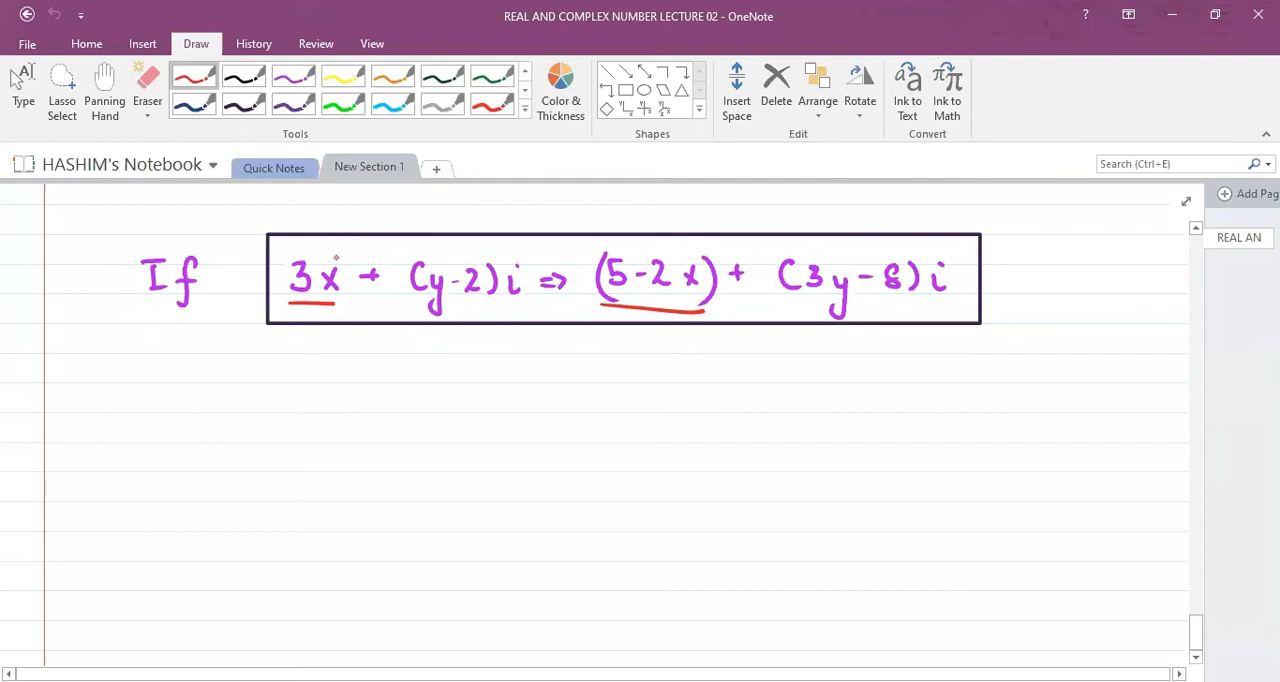 REAL AND COMPLEX NUMBER LECTURE 02 - OneNote
File Home Insert Draw History Review View
Type Lasso Select Panning Hand Eraser Color & Thickness Insert Space Delete Arrange Rotate Ink to Text Ink to Math
Tools Shapes Edit Convert
HASHIM's Notebook Quick Notes New Section 1 Search (Ctrl+E)
Add Pag
REAL AN
If 3x + (y-2)i => (5-2x) + (3y-8)i